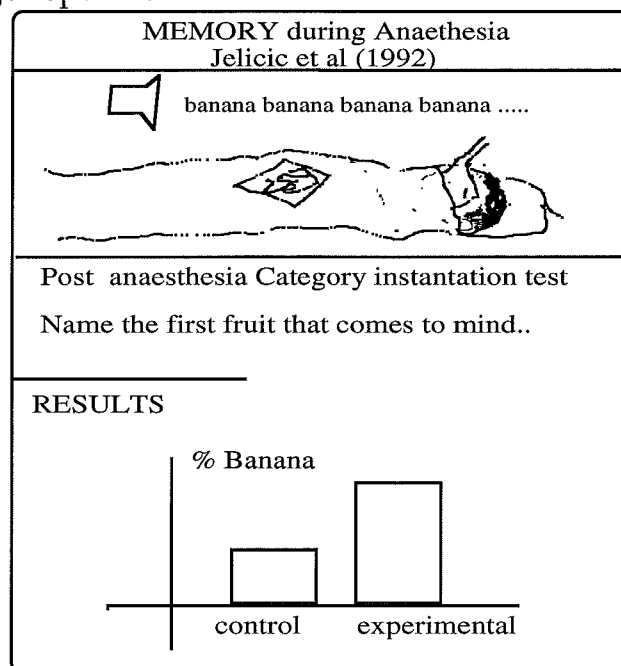 MEMORY during Anaethesia
Jelicic et al (1992)
banana banana banana banana .....
Post anaesthesia Category instantation test
Name the first fruit that comes to mind..
RESULTS
% Banana
control experimental